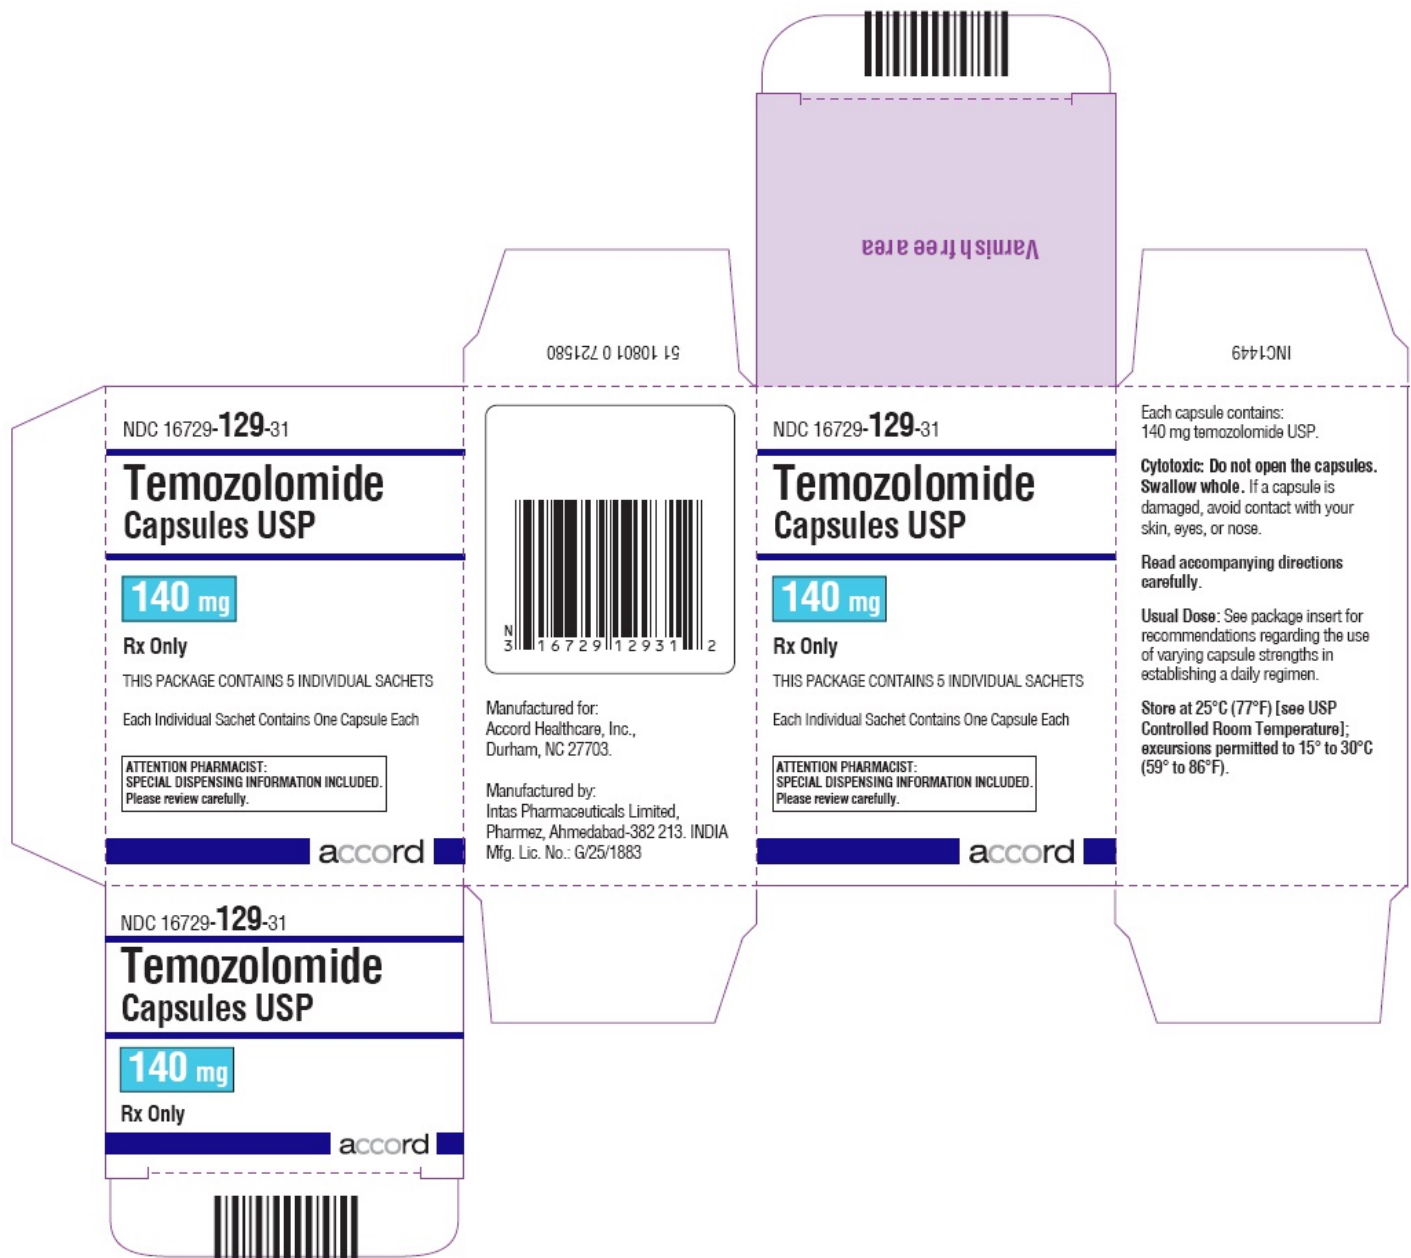 Varnish free area
51 10801 0 721580
INC1449
NDC 16729-129-31
Temozolomide
Capsules USP
140 mg
Rx Only
THIS PACKAGE CONTAINS 5 INDIVIDUAL SACHETS
Each Individual Sachet Contains One Capsule Each
ATTENTION PHARMACIST:
SPECIAL DISPENSING INFORMATION INCLUDED.
Please review carefully.
accord
N
3 16729 12931 2
Manufactured for:
Accord Healthcare, Inc.,
Durham, NC 27703.
Manufactured by:
Intas Pharmaceuticals Limited,
Pharmez, Ahmedabad-382 213. INDIA
Mfg. Lic. No.: G/25/1883
NDC 16729-129-31
Temozolomide
Capsules USP
140 mg
Rx Only
THIS PACKAGE CONTAINS 5 INDIVIDUAL SACHETS
Each Individual Sachet Contains One Capsule Each
ATTENTION PHARMACIST:
SPECIAL DISPENSING INFORMATION INCLUDED.
Please review carefully.
accord
Each capsule contains:
140 mg temozolomide USP.
Cytotoxic: Do not open the capsules.
Swallow whole. If a capsule is
damaged, avoid contact with your
skin, eyes, or nose.
Read accompanying directions
carefully.
Usual Dose: See package insert for
recommendations regarding the use
of varying capsule strengths in
establishing a daily regimen.
Store at 25°C (77°F) [see USP
Controlled Room Temperature];
excursions permitted to 15° to 30°C
(59° to 86°F).
NDC 16729-129-31
Temozolomide
Capsules USP
140 mg
Rx Only
accord